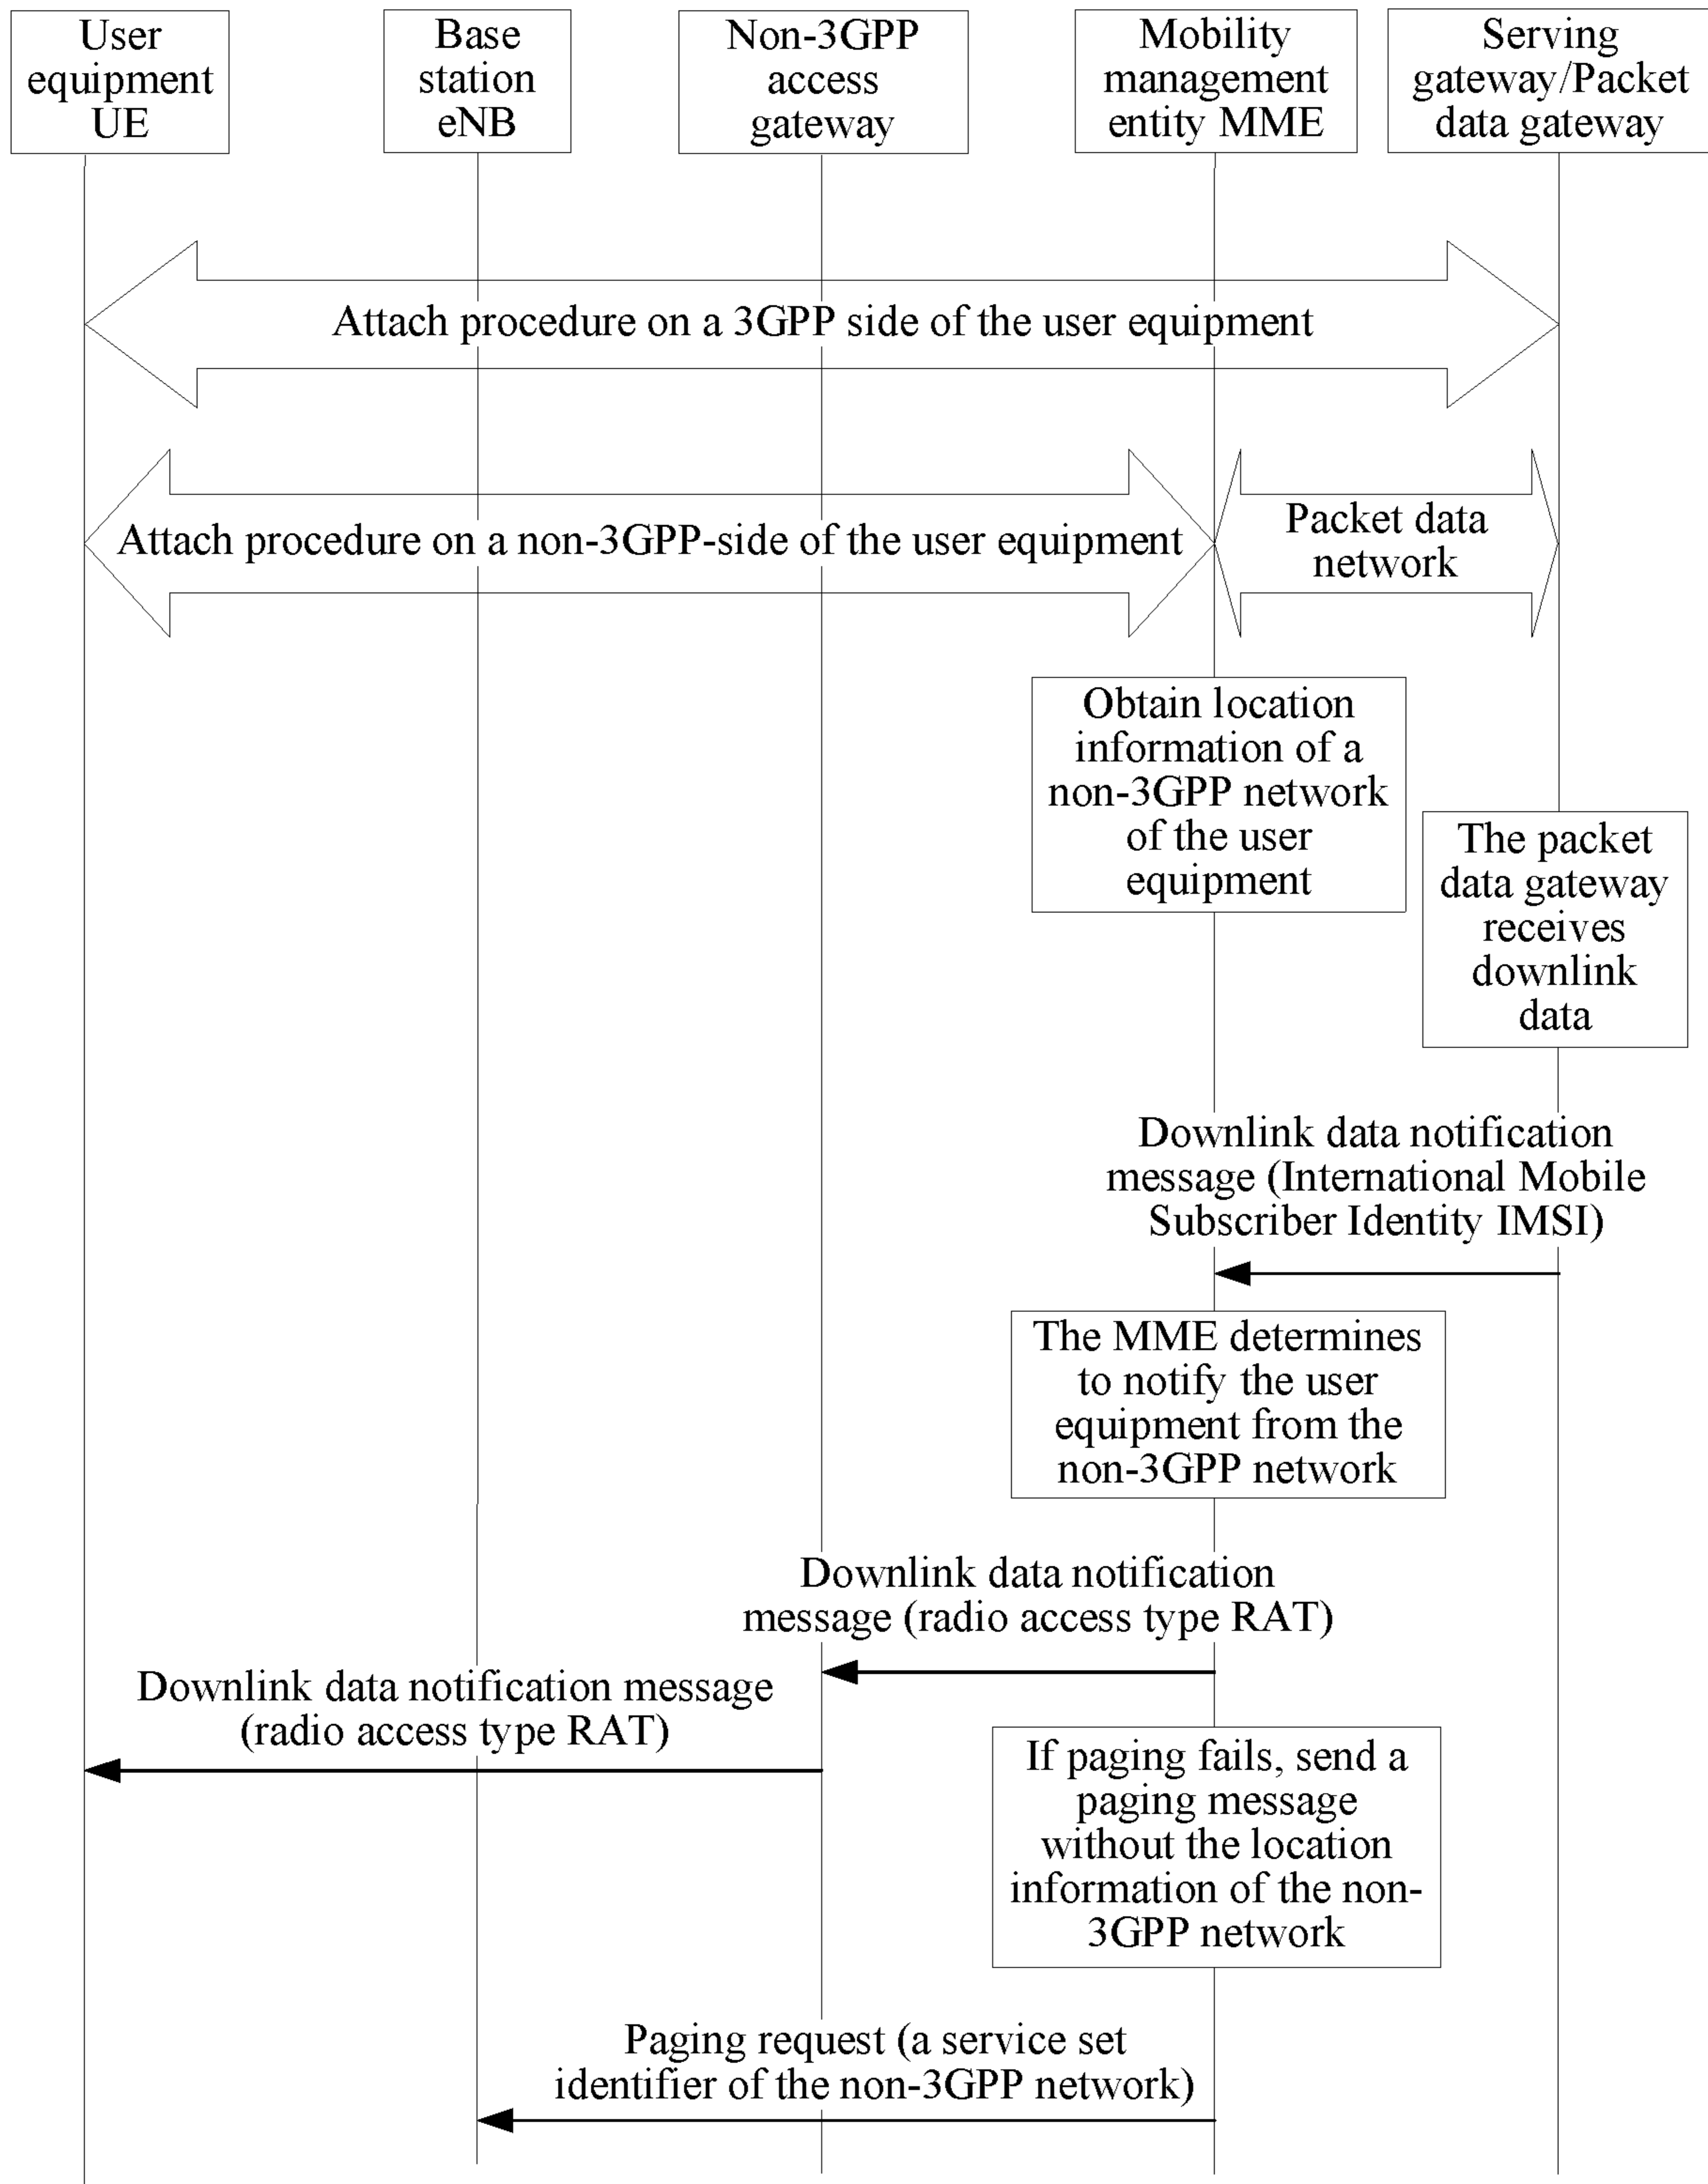 User
equipment
UE
Base
station
eNB
Non-3GPP
access
gateway
Mobility
management
entity MME
Serving
gateway/Packet
data gateway
Attach procedure on a 3GPP side of the user equipment
Attach procedure on a non-3GPP-side of the user equipment
Packet data
network
Obtain location
information of a
non-3GPP network
of the user
equipment
The packet
data gateway
receives
downlink
data
Downlink data notification
message (International Mobile
Subscriber Identity IMSI)
The MME determines
to notify the user
equipment from the
non-3GPP network
Downlink data notification
message (radio access type RAT)
Downlink data notification message
(radio access type RAT)
If paging fails, send a
paging message
without the location
information of the non-
3GPP network
Paging request (a service set
identifier of the non-3GPP network)